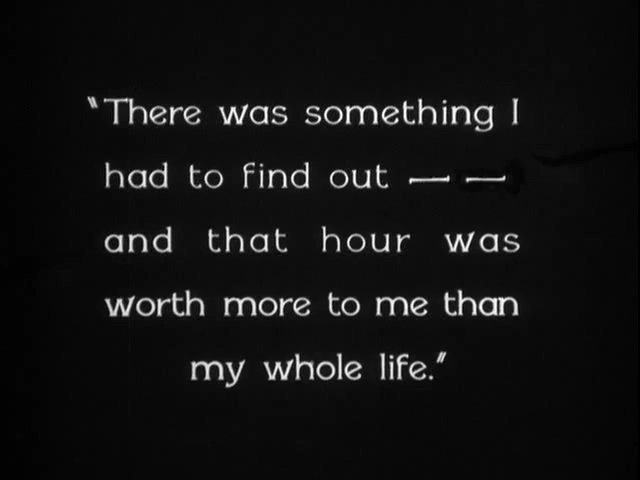 "There was something I
had to find out — —
and that hour was
worth more to me than
my whole life."